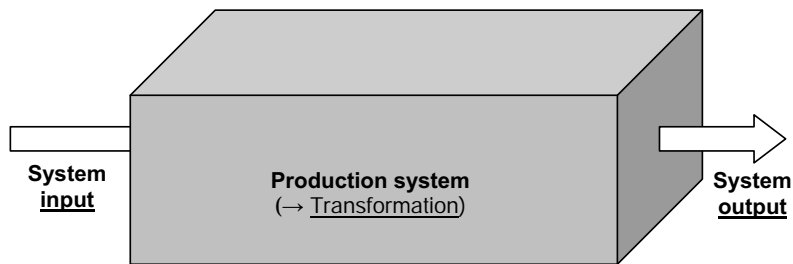 System
input
Production system
(→ Transformation)
System
output